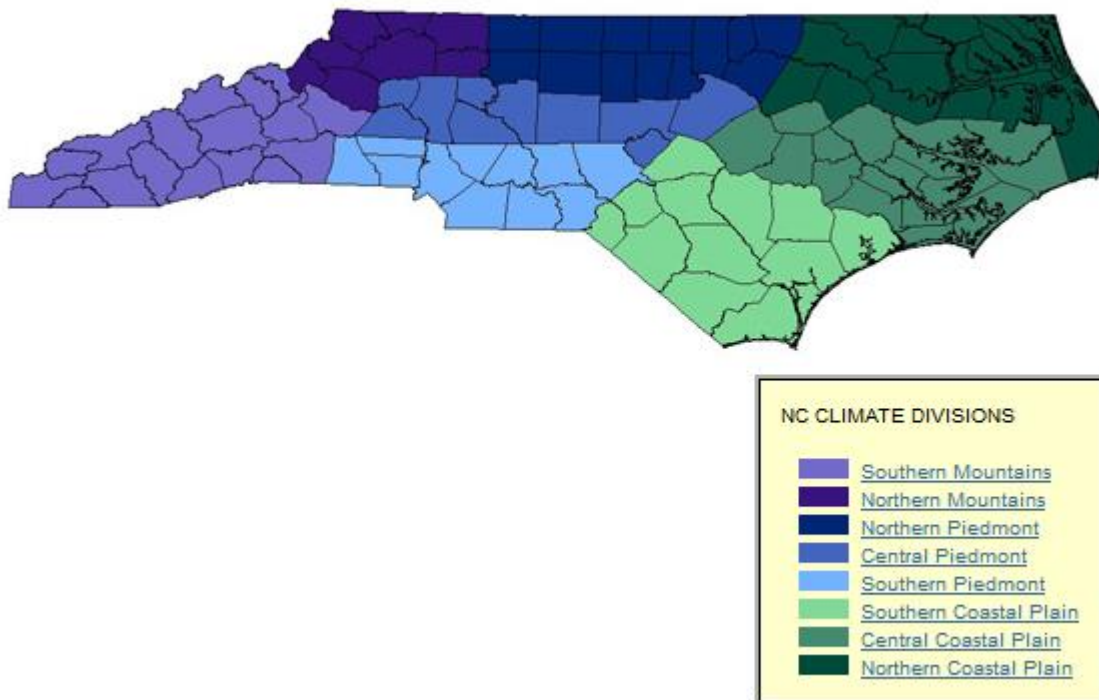 NC CLIMATE DIVISIONS
Southern Mountains
Northern Mountains
Northern Piedmont
Central Piedmont
Southern Piedmont
Southern Coastal Plain
Central Coastal Plain
Northern Coastal Plain